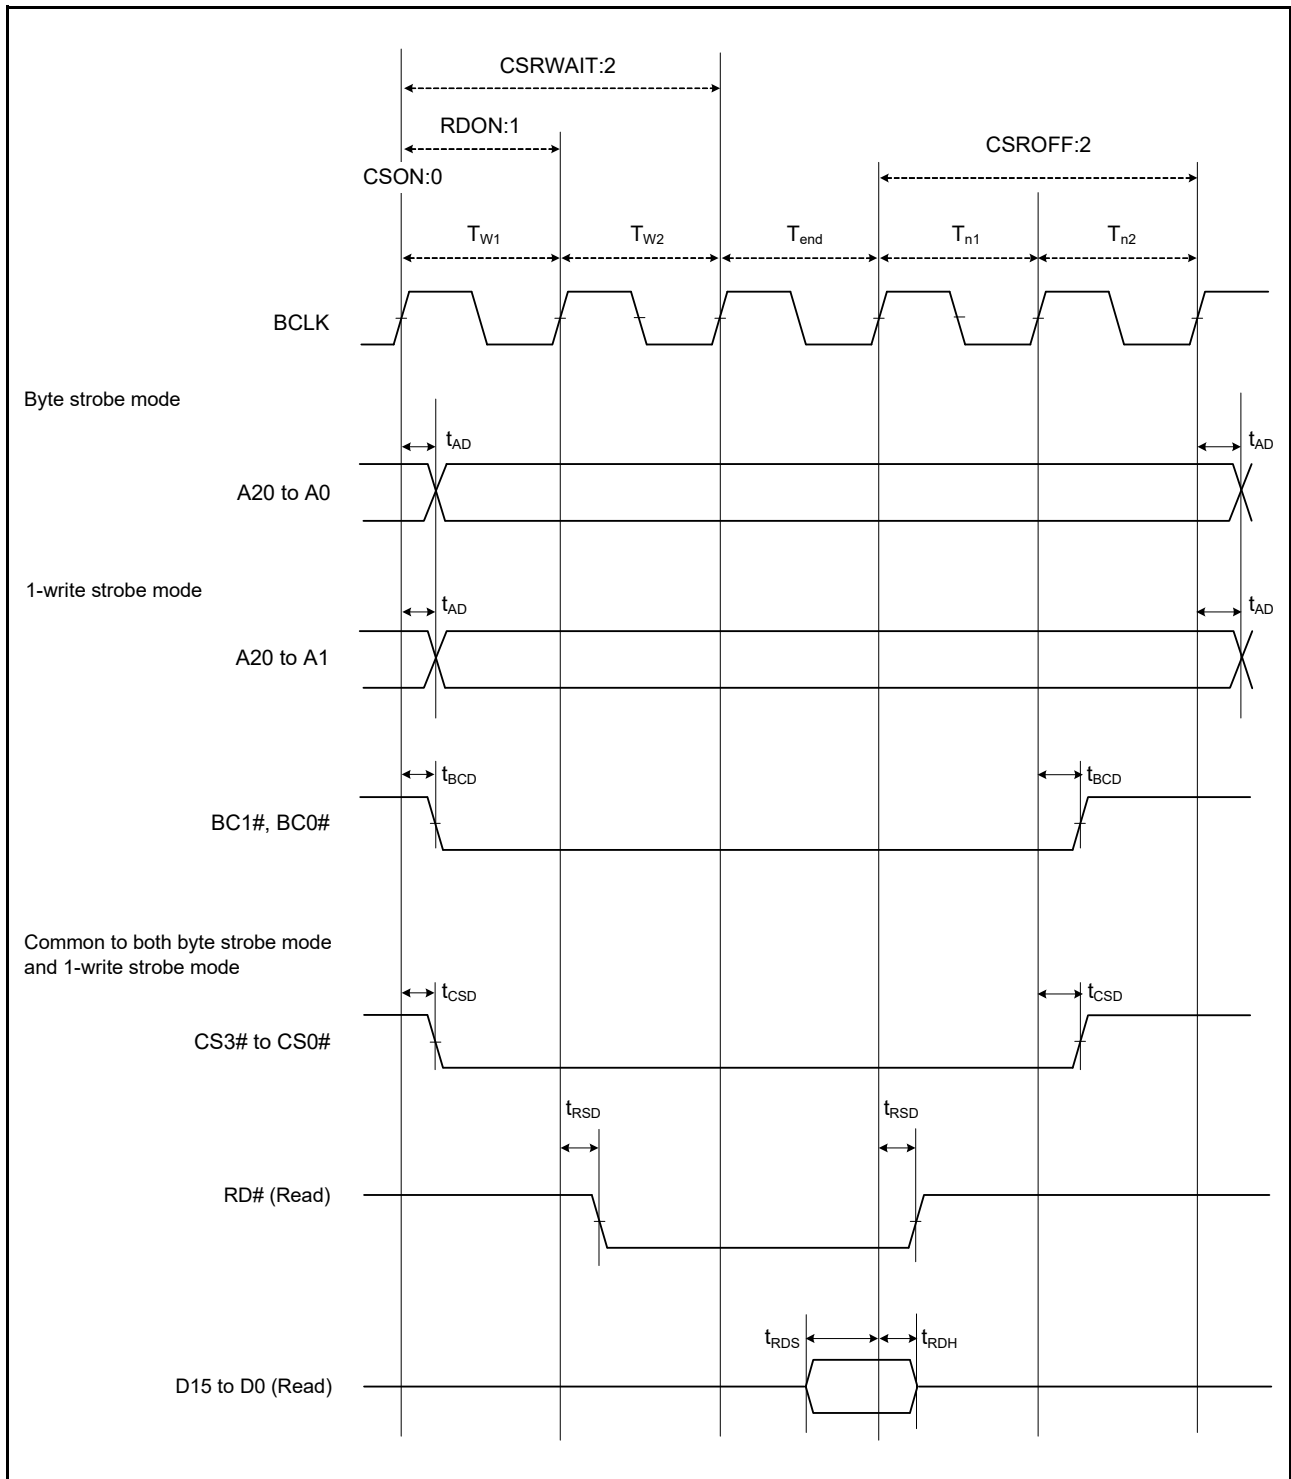 CSRWAIT:2
RDON:1
CSROFF:2
CSON:0
TW1 TW2 Tend Tn1 Tn2
BCLK
Byte strobe mode
tAD tAD
A20 to A0
1-write strobe mode
tAD tAD
A20 to A1
tBCD tBCD
BC1#, BC0#
Common to both byte strobe mode
and 1-write strobe mode
tCSD tCSD
CS3# to CS0#
tRSD tRSD
RD# (Read)
tRDS tRDH
D15 to D0 (Read)